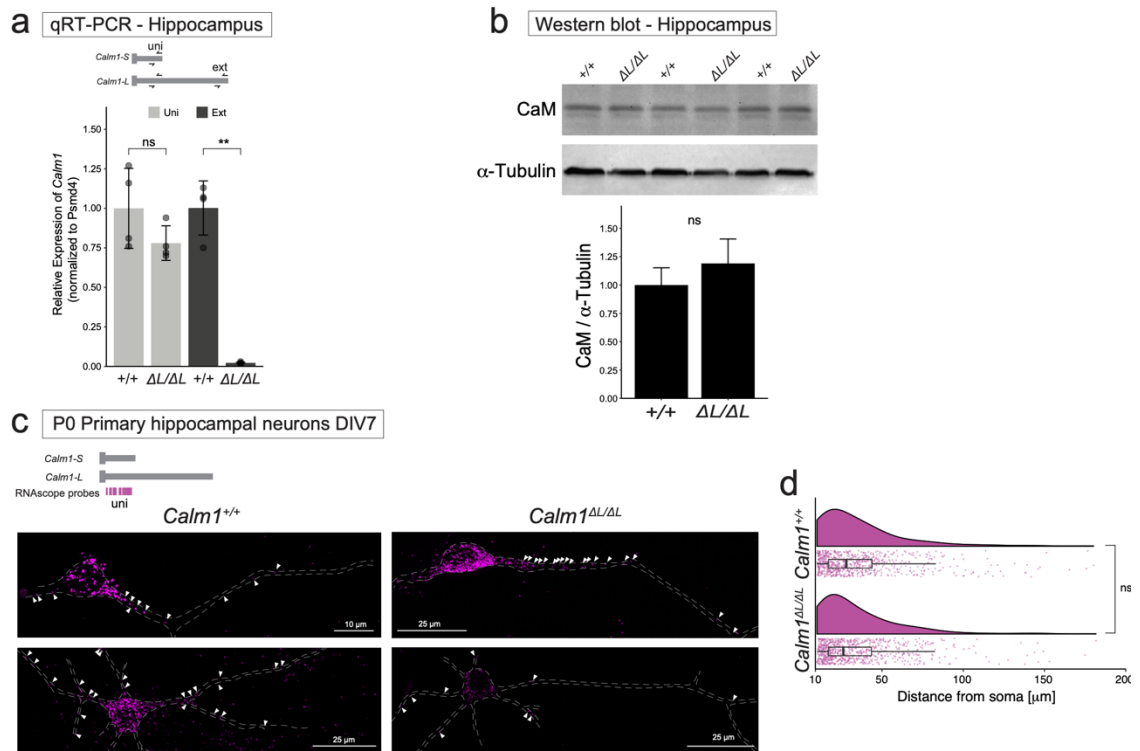 a
qRT-PCR - Hippocampus
uni
Calm1-S
ext
Calm1-L
Uni
Ext
Relative Expression of Calm1
(normalized to Psmd4)
1.50
1.25
1.00
0.75
0.50
0.25
0.00
ns
**
+/+ ΔL/ΔL +/+ ΔL/ΔL
b
Western blot - Hippocampus
+/+ ΔL/ΔL +/+ ΔL/ΔL +/+ ΔL/ΔL
CaM
α-Tubulin
CaM / α-Tubulin
1.50
1.25
1.00
0.75
0.50
0.25
0.00
ns
+/+ ΔL/ΔL
c
P0 Primary hippocampal neurons DIV7
Calm1-S
Calm1-L
RNAscope probes
uni
Calm1+/+
Calm1ΔL/ΔL
10 µm
25 µm
25 µm
25 µm
d
Calm1+/+
Calm1ΔL/ΔL
ns
10 50 100 150 200
Distance from soma [µm]